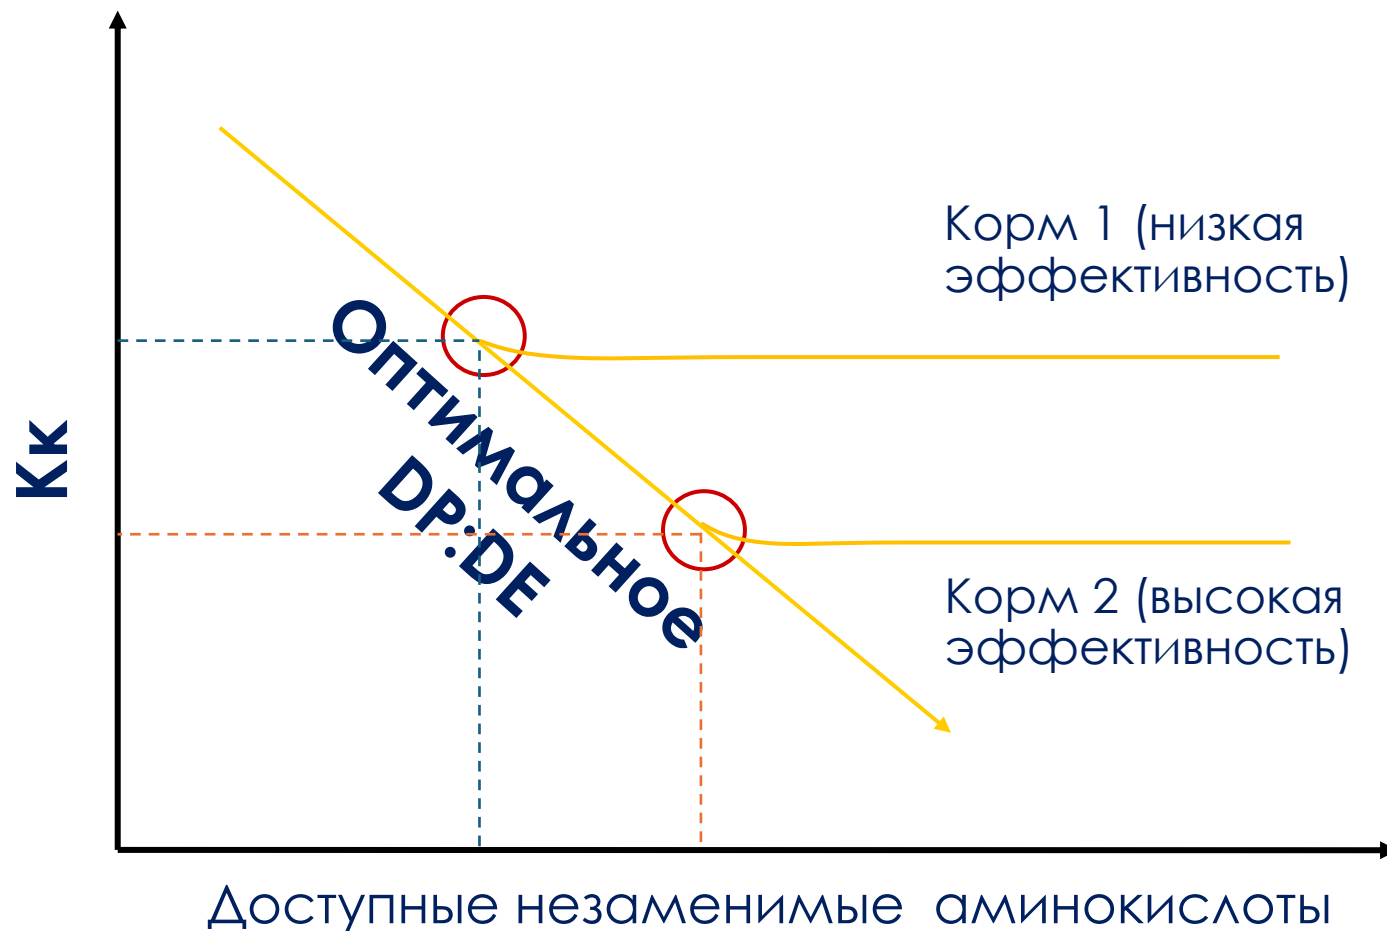 Корм 1 (низкая
эффективность)
Оптимальное
DP:DE
Кк
Корм 2 (высокая
эффективность)
Доступные незаменимые  аминокислоты